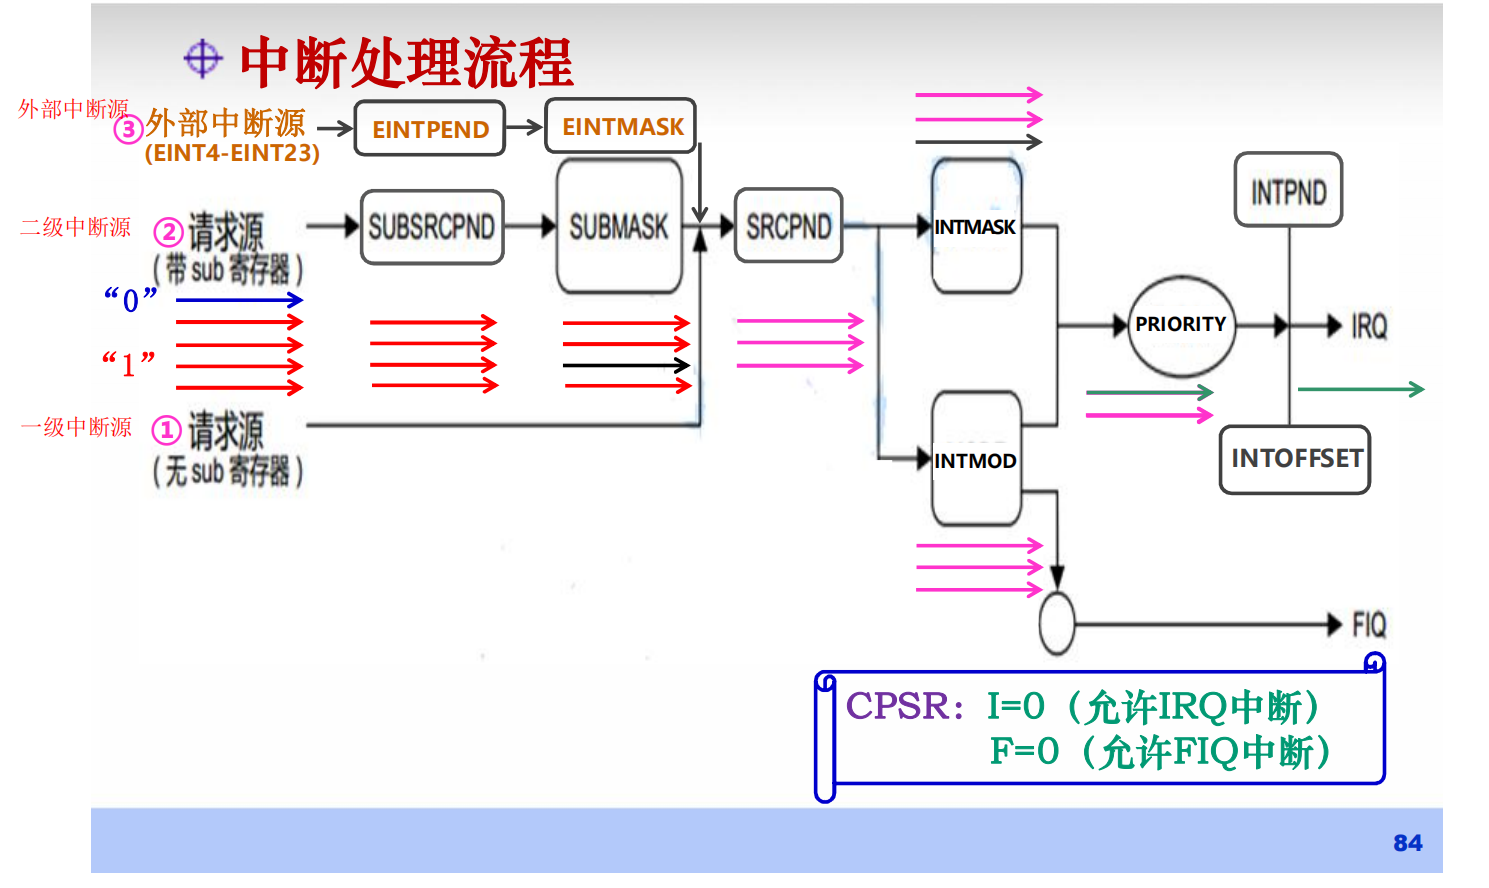 中断处理流程
外部中断源
③外部中断源
(EINT4-EINT23)
EINTPEND
EINTMASK
二级中断源
②请求源
(带 sub 寄存器)
SUBSRCPND
SUBMASK
SRCPND
INTMASK
INTPND
“0”
“1”
PRIORITY
IRQ
一级中断源
①请求源
(无 sub 寄存器)
INTMOD
INTOFFSET
FIQ
CPSR: I=0（允许IRQ中断）
F=0（允许FIQ中断）
84